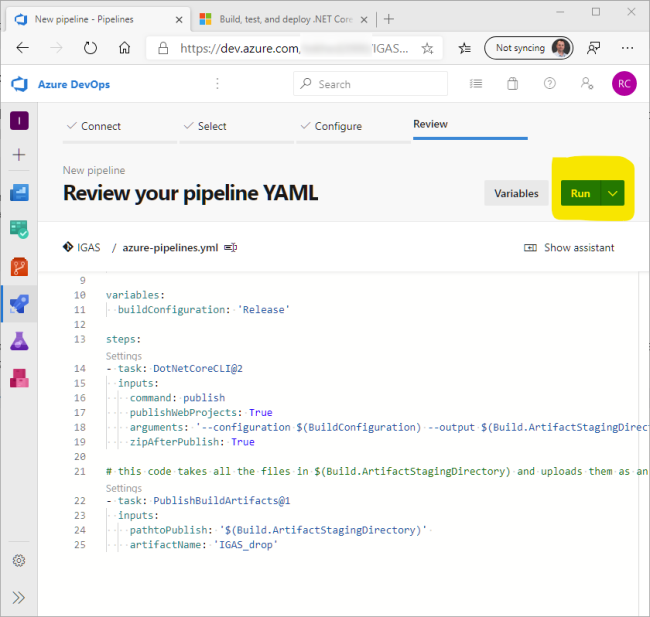 New pipeline - Pipelines
Build, test, and deploy .NET Core
https://dev.azure.com, /IGAS...
Not syncing
Azure DevOps
Search
RC
I
Connect
Select
Configure
Review
New pipeline
Review your pipeline YAML
Variables
Run
IGAS / azure-pipelines.yml
Show assistant
9
10 variables:
11 buildConfiguration: 'Release'
12
13 steps:
Settings
14 - task: DotNetCoreCLI@2
15 inputs:
16 command: publish
17 publishWebProjects: True
18 arguments: '--configuration $(BuildConfiguration) --output $(Build.ArtifactStagingDirect
19 zipAfterPublish: True
20
21 # this code takes all the files in $(Build.ArtifactStagingDirectory) and uploads them as an
Settings
22 - task: PublishBuildArtifacts@1
23 inputs:
24 pathtoPublish: '$(Build.ArtifactStagingDirectory)'
25 artifactName: 'IGAS_drop'